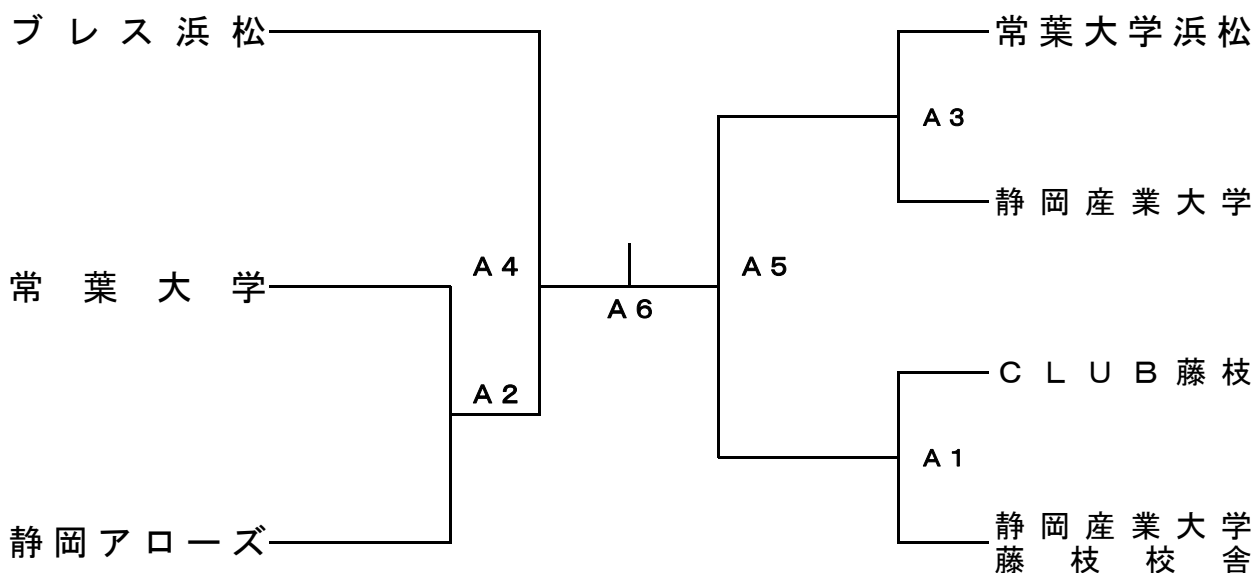 ブレス浜松
常葉大学
静岡アローズ
A4
A2
A6
A5
A3
A1
常葉大学浜松
静岡産業大学
CLUB藤枝
静岡産業大学
藤枝校舎